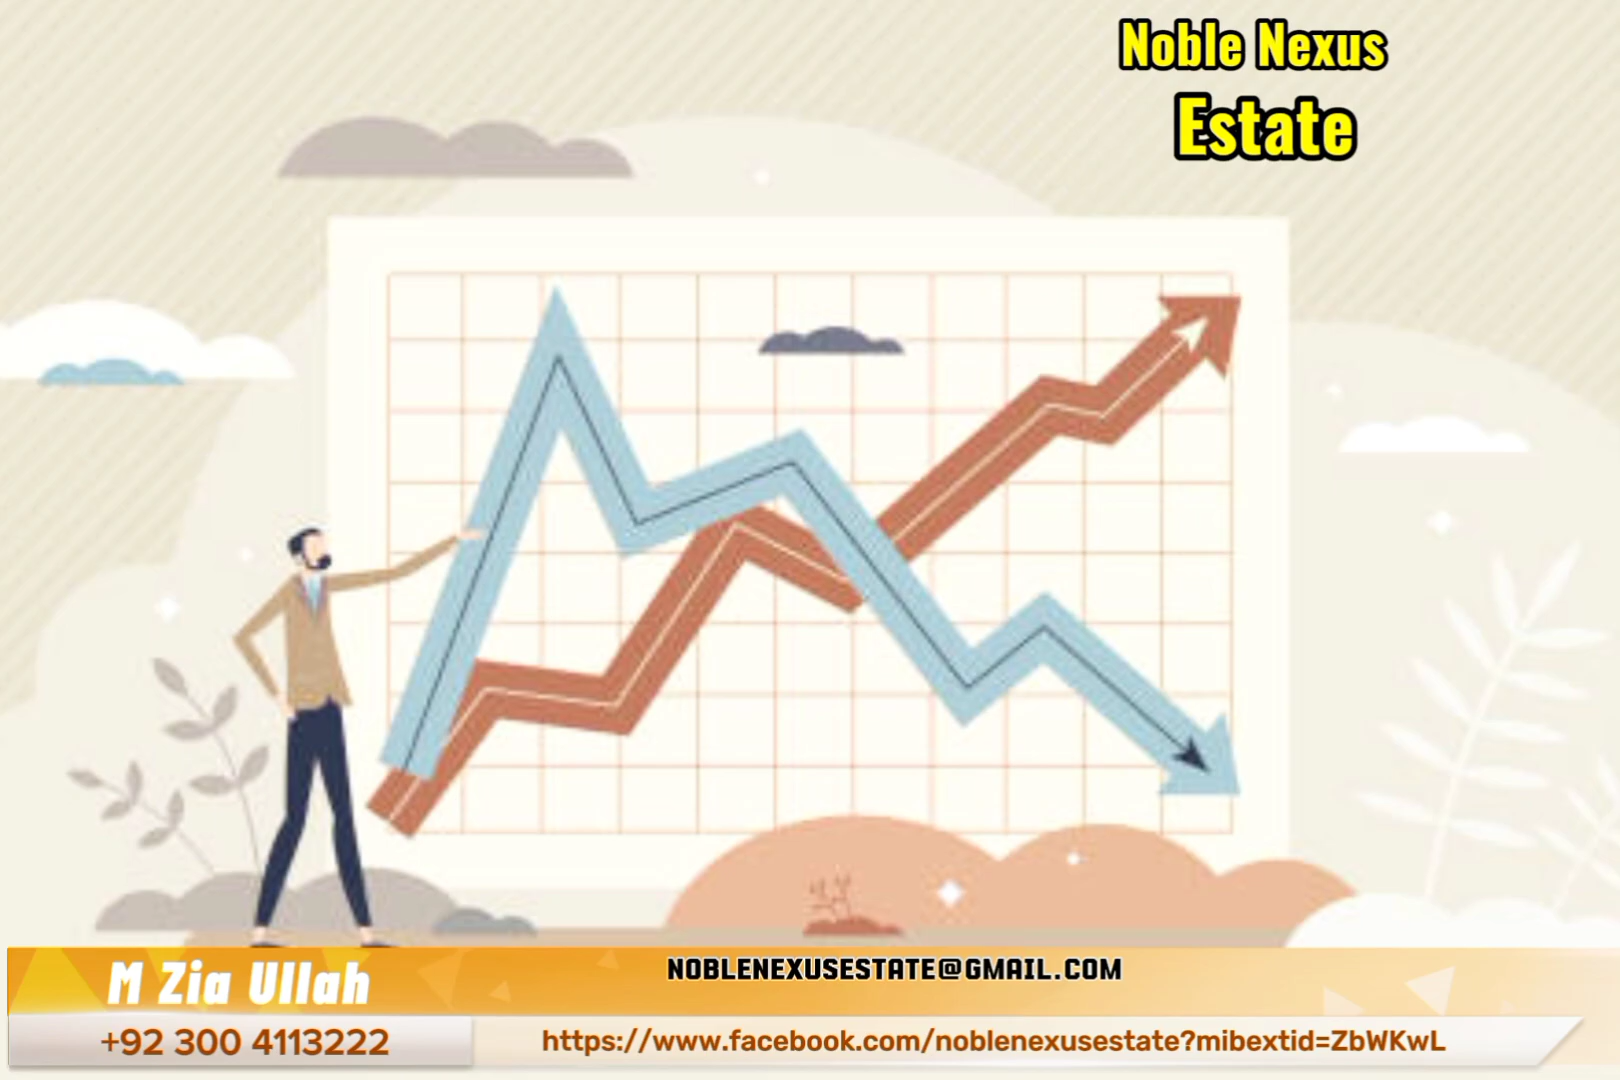 Noble Nexus
Estate
M Zia Ullah
NOBLENEXUSESTATE@GMAIL.COM
+92 300 4113222
https://www.facebook.com/noblenexusestate?mibextid=ZbWKwL